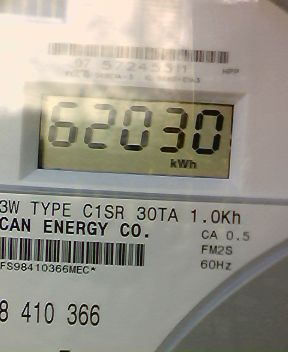 62030
kWh
3W TYPE C1SR 30TA 1.0Kh
CAN ENERGY CO.
CA 0.5
FM2S
60Hz
FS98410366MEC*
8 410 366